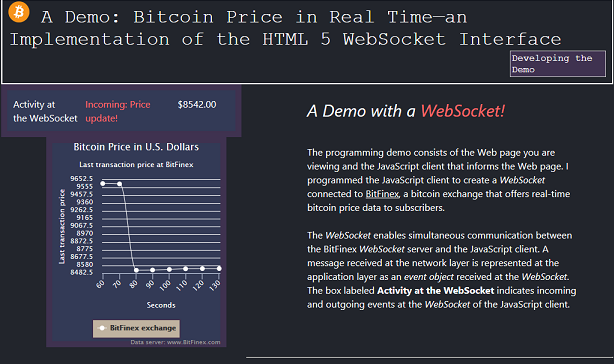 A Demo: Bitcoin Price in Real Time—an
Implementation of the HTML 5 WebSocket Interface
Developing the
Demo
Activity at
the WebSocket
Incoming: Price
update!
$8542.00
Bitcoin Price in U.S. Dollars
Last transaction price at BitFinex
Last transaction price
9652.5
9555
9457.5
9360
9262.5
9165
9067.5
8970
8872.5
8775
8677.5
8580
8482.5
60 70 80 90 100 110 120 130
Seconds
BitFinex exchange
Data server: www.BitFinex.com
A Demo with a WebSocket!
The programming demo consists of the Web page you are
viewing and the JavaScript client that informs the Web page. I
programmed the JavaScript client to create a WebSocket
connected to BitFinex, a bitcoin exchange that offers real-time
bitcoin price data to subscribers.
The WebSocket enables simultaneous communication between
the BitFinex WebSocket server and the JavaScript client. A
message received at the network layer is represented at the
application layer as an event object received at the WebSocket.
The box labeled Activity at the WebSocket indicates incoming
and outgoing events at the WebSocket of the JavaScript client.